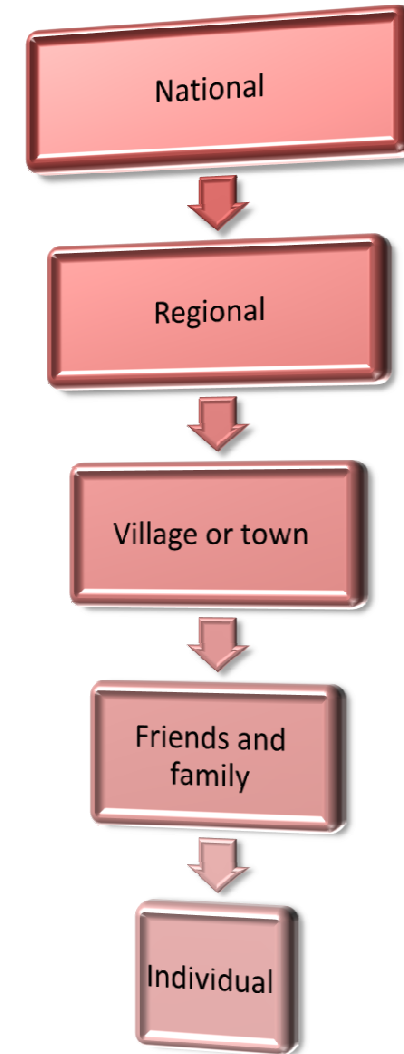 National
Regional
Village or town
Friends and
family
Individual